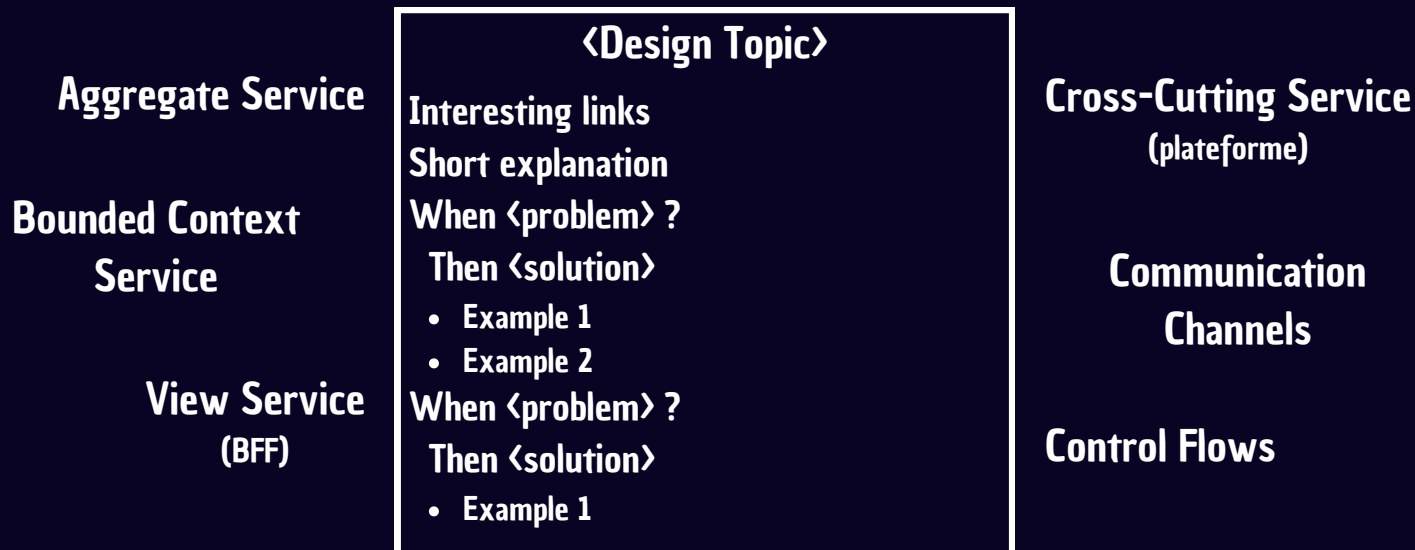 Aggregate Service
Bounded Context
Service
View Service
(BFF)
<Design Topic>
Interesting links
Short explanation
When <problem> ?
Then <solution>
• Example 1
• Example 2
When <problem> ?
Then <solution>
• Example 1
Cross-Cutting Service
(plateforme)
Communication
Channels
Control Flows